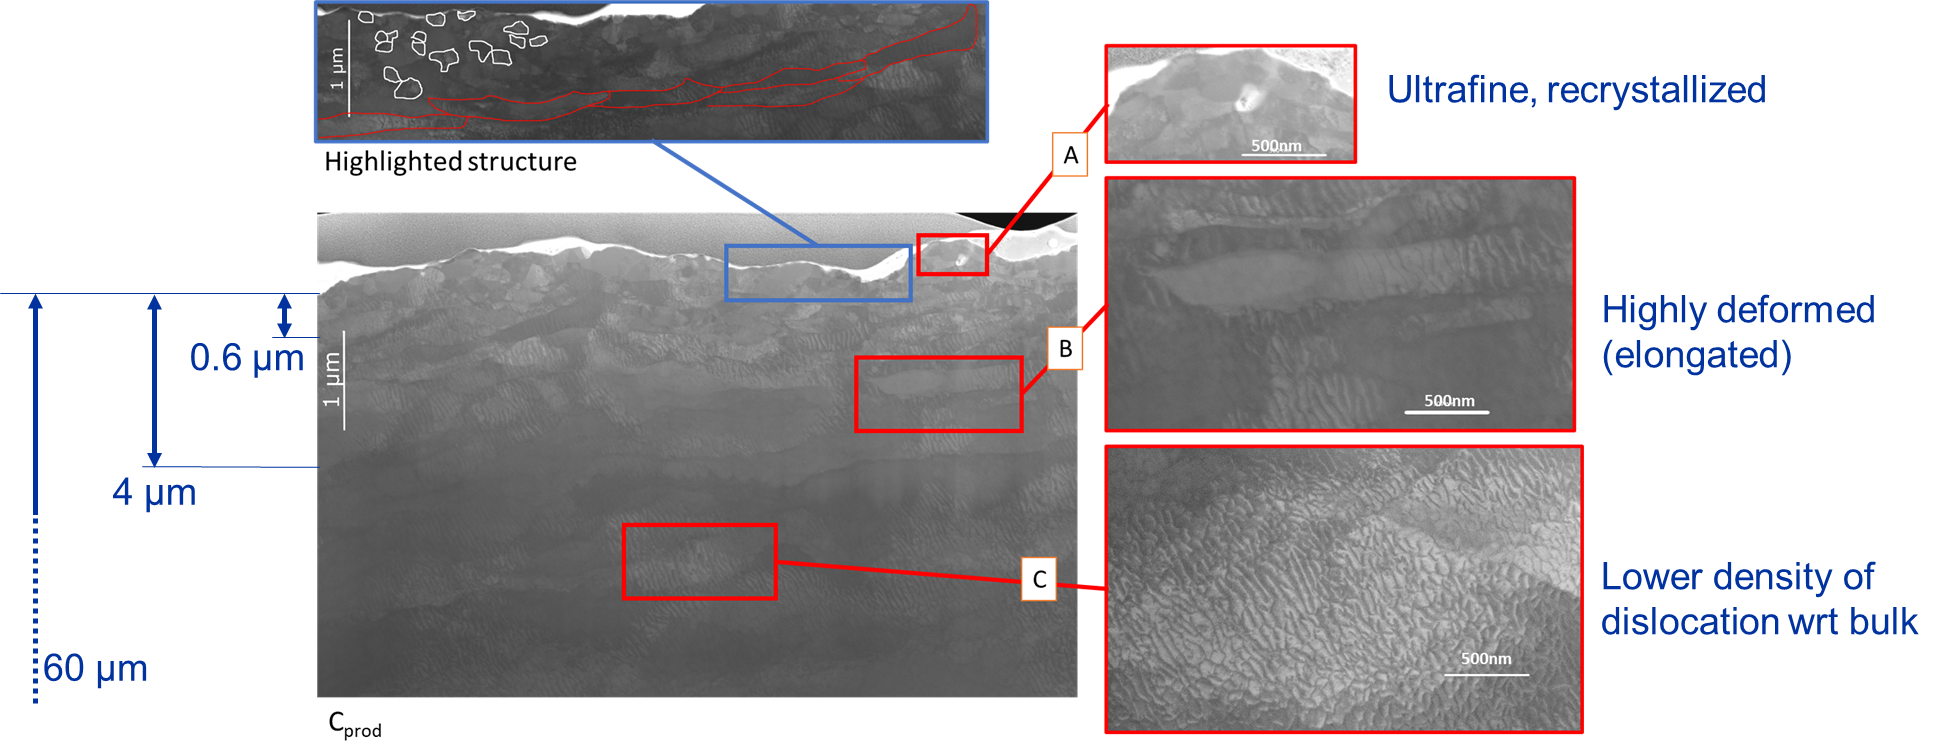 1 µm
Highlighted structure
A
500nm
Ultrafine, recrystallized
0.6 µm
1 µm
4 µm
60 µm
B
500nm
Highly deformed
(elongated)
C
500nm
Lower density of
dislocation wrt bulk
Cprod